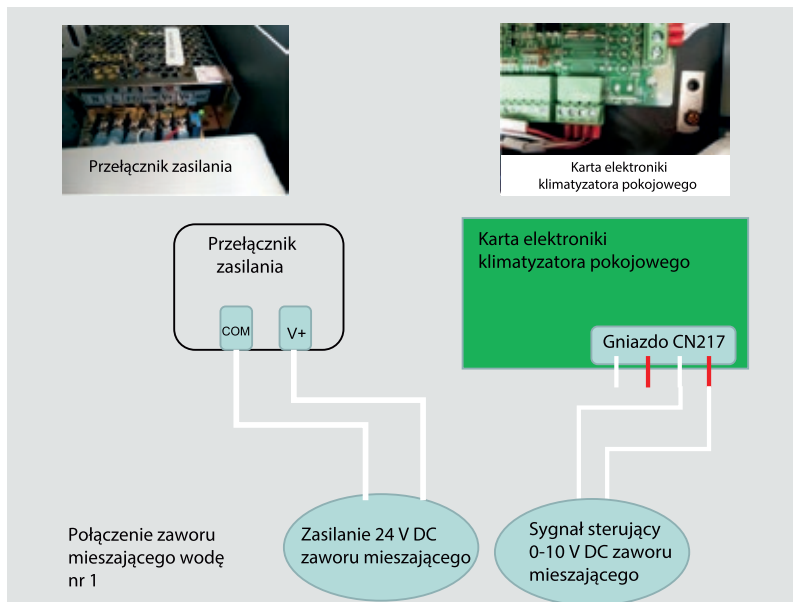 Przełącznik zasilania
Karta elektroniki
klimatyzatora pokojowego
Przełącznik
zasilania
COM
V+
Karta elektroniki
klimatyzatora pokojowego
Gniazdo CN217
Połączenie zaworu
mieszającego wodę
nr 1
Zasilanie 24 V DC
zaworu mieszającego
Sygnał sterujący
0-10 V DC zaworu
mieszającego